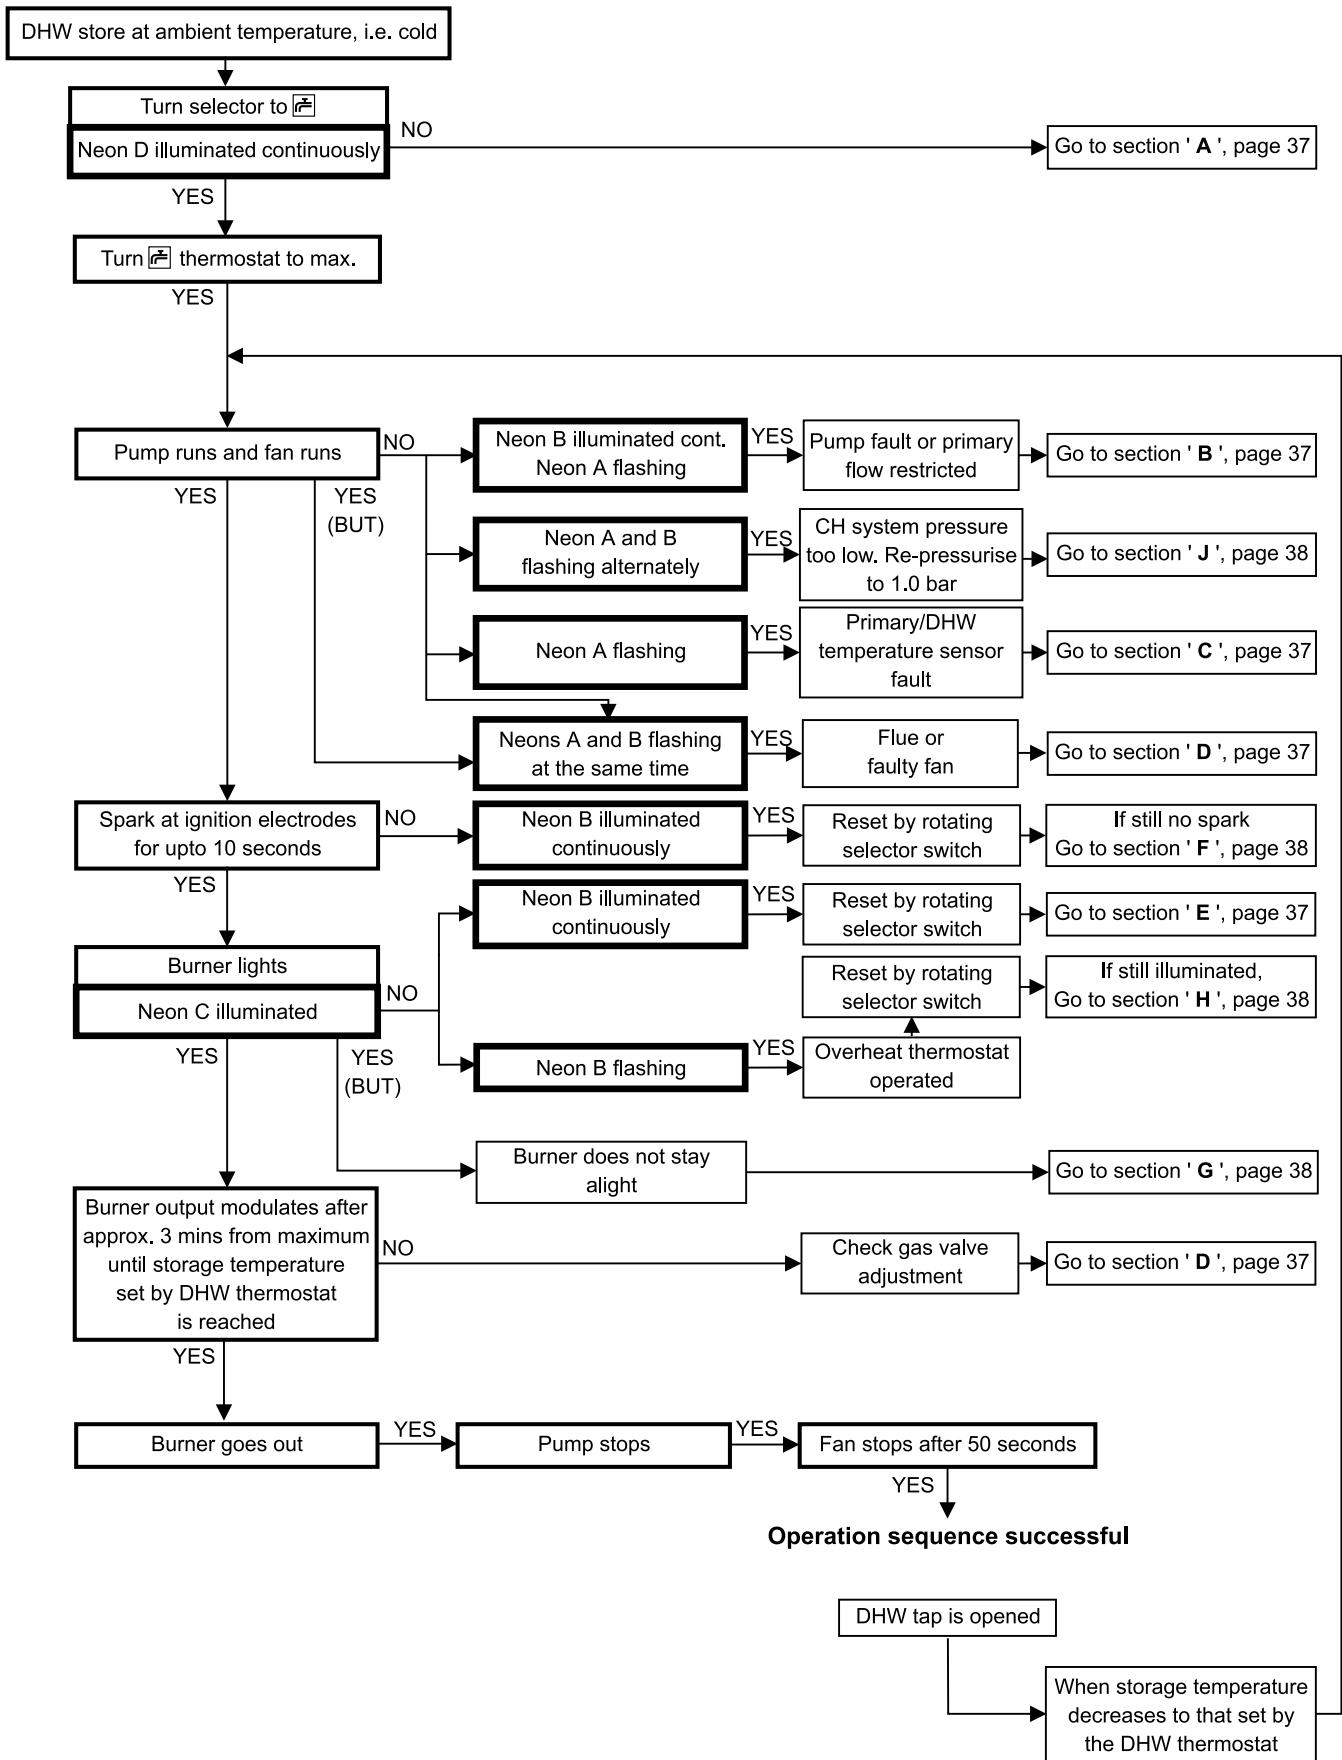 DHW store at ambient temperature, i.e. cold
Turn selector to
Neon D illuminated continuously
NO
Go to section ' A ', page 37
YES
Turn thermostat to max.
YES
Pump runs and fan runs
NO
Neon B illuminated cont.
Neon A flashing
YES
Pump fault or primary
flow restricted
Go to section ' B ', page 37
YES
YES
(BUT)
Neon A and B
flashing alternately
YES
CH system pressure
too low. Re-pressurise
to 1.0 bar
Go to section ' J ', page 38
Neon A flashing
YES
Primary/DHW
temperature sensor
fault
Go to section ' C ', page 37
Neons A and B flashing
at the same time
YES
Flue or
faulty fan
Go to section ' D ', page 37
Spark at ignition electrodes
for upto 10 seconds
NO
Neon B illuminated
continuously
YES
Reset by rotating
selector switch
If still no spark
Go to section ' F ', page 38
YES
Neon B illuminated
continuously
YES
Reset by rotating
selector switch
Go to section ' E ', page 37
Burner lights
Neon C illuminated
NO
Reset by rotating
selector switch
If still illuminated,
Go to section ' H ', page 38
YES
YES
(BUT)
Neon B flashing
YES
Overheat thermostat
operated
Burner does not stay
alight
Go to section ' G ', page 38
Burner output modulates after
approx. 3 mins from maximum
until storage temperature
set by DHW thermostat
is reached
NO
Check gas valve
adjustment
Go to section ' D ', page 37
YES
Burner goes out
YES
Pump stops
YES
Fan stops after 50 seconds
YES
Operation sequence successful
DHW tap is opened
When storage temperature
decreases to that set by
the DHW thermostat